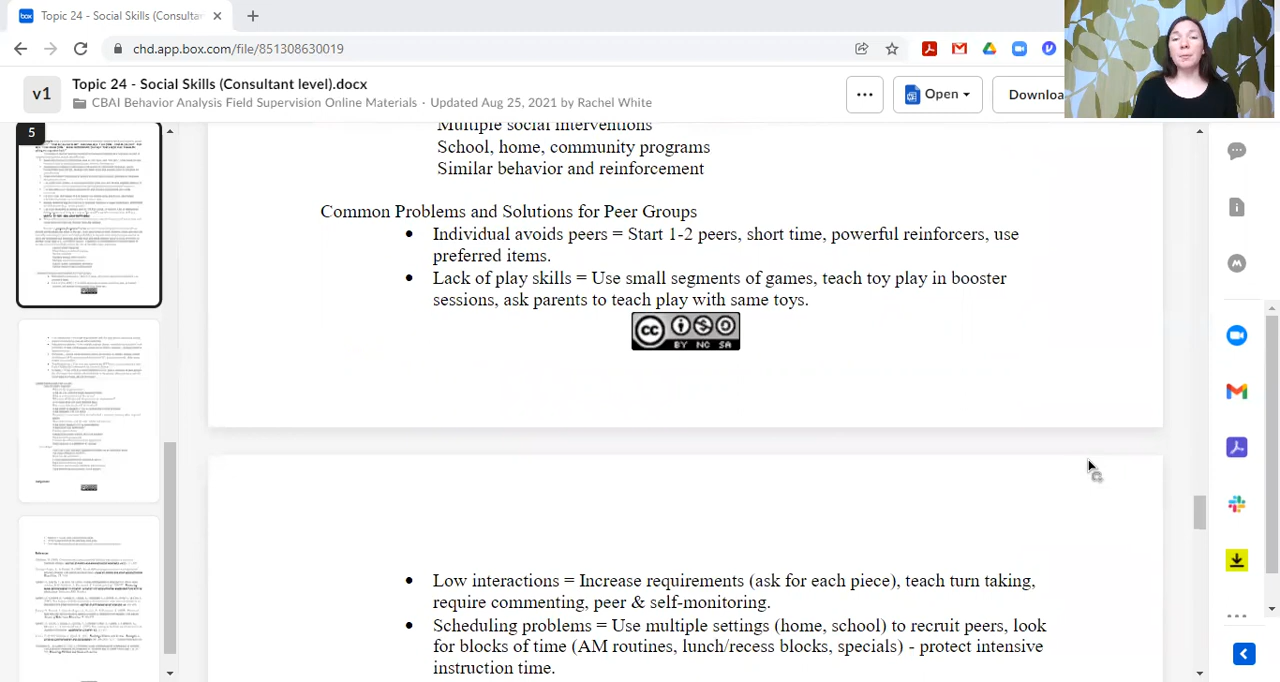 Topic 24 - Social Skills (Consultar
chd.app.box.com/file/851308630019
v1
Topic 24 - Social Skills (Consultant level).docx
CBAI Behavior Analysis Field Supervision Online Materials · Updated Aug 25, 2021 by Rachel White
Open
Downloa
5
Multiple social interventions
School, home, community programs
Similar behavior and reinforcement
Common Problems and Solutions for Peer Groups
Individual avoids peers = Start 1-2 peers, short time, powerful reinforcers, use
preferred items.
Lack of play skills = Use small segments of games, teach toy play in booster
sessions, ask parents to teach play with same toys.
CC BY NC SA
Low interactions = Increase requirements (ask for each piece), teach turn taking,
require commenting, peer & self-monitoring.
Scheduling problems = Use multiple settings (home, school) to recruit peers, look
for blocks of time (AM routines, lunch/recess blocks, specials) - protect intensive
instruction time.